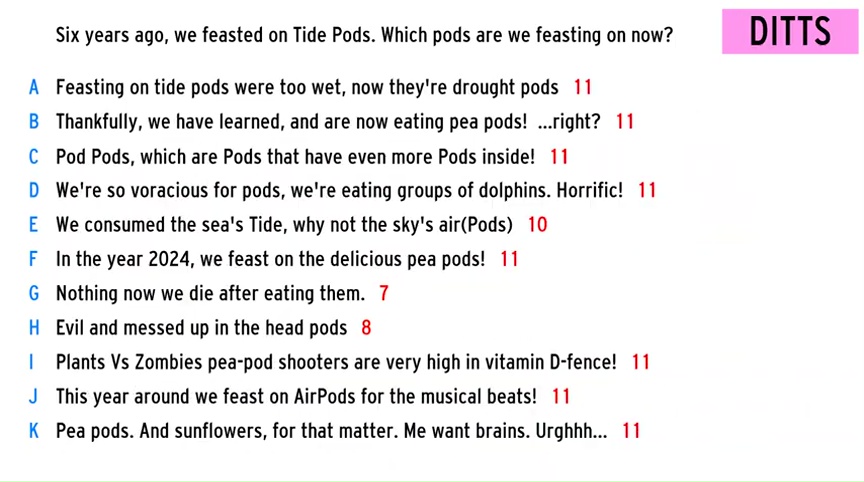 Six years ago, we feasted on Tide Pods. Which pods are we feasting on now?
DITTS
A Feasting on tide pods were too wet, now they're drought pods 11
B Thankfully, we have learned, and are now eating pea pods! ...right? 11
C Pod Pods, which are Pods that have even more Pods inside! 11
D We're so voracious for pods, we're eating groups of dolphins. Horrific! 11
E We consumed the sea's Tide, why not the sky's air(Pods) 10
F In the year 2024, we feast on the delicious pea pods! 11
G Nothing now we die after eating them. 7
H Evil and messed up in the head pods 8
I Plants Vs Zombies pea-pod shooters are very high in vitamin D-fence! 11
J This year around we feast on AirPods for the musical beats! 11
K Pea pods. And sunflowers, for that matter. Me want brains. Urghhh... 11